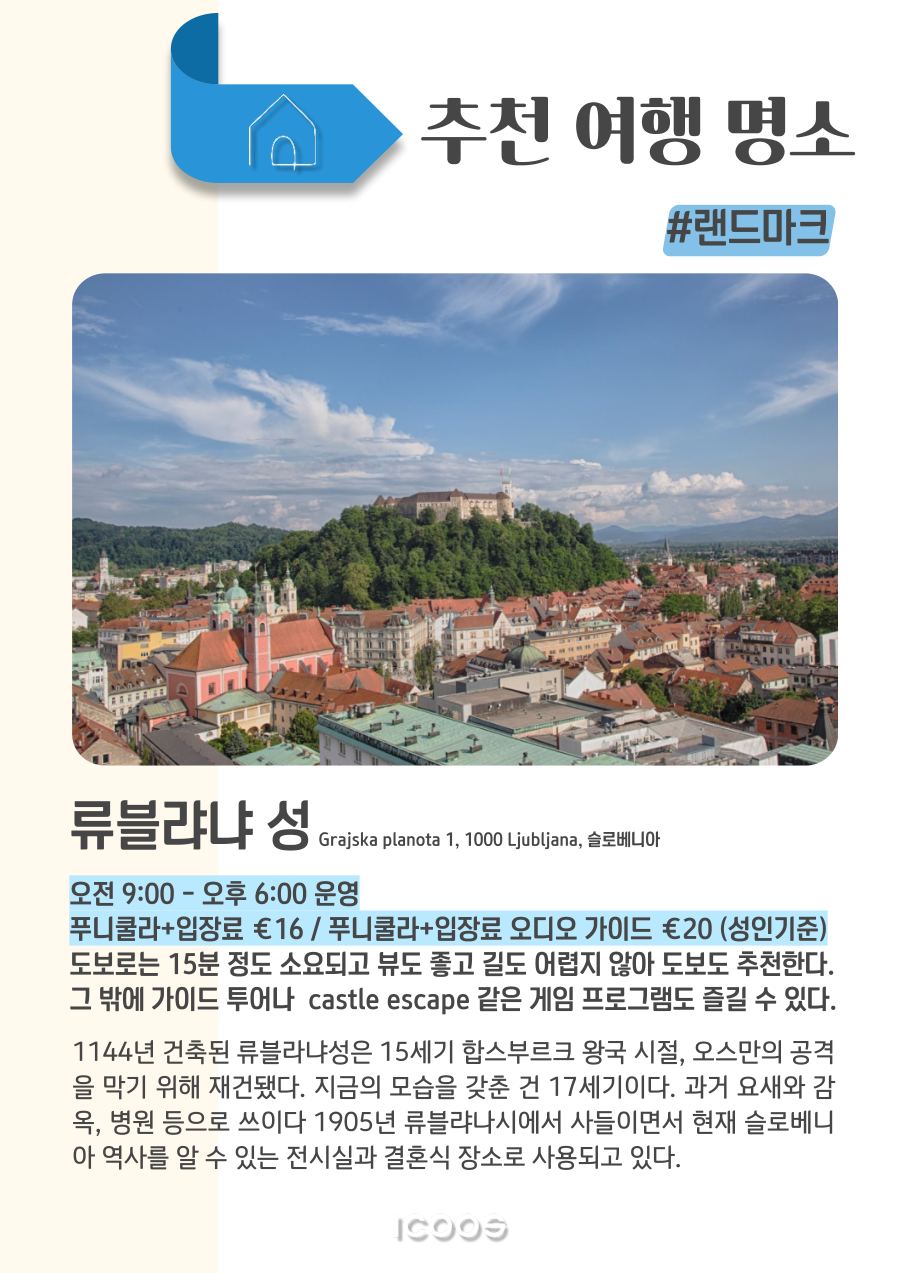 추천 여행 명소
#랜드마크
류블랴냐 성 Grajska planota 1, 1000 Ljubljana, 슬로베니아
오전 9:00 - 오후 6:00 운영
푸니쿨라+입장료 €16 / 푸니쿨라+입장료 오디오 가이드 €20 (성인기준)
도보로는 15분 정도 소요되고 뷰도 좋고 길도 어렵지 않아 도보도 추천한다.
그 밖에 가이드 투어나 castle escape 같은 게임 프로그램도 즐길 수 있다.
1144년 건축된 류블라냐성은 15세기 합스부르크 왕국 시절, 오스만의 공격
을 막기 위해 재건됐다. 지금의 모습을 갖춘 건 17세기이다. 과거 요새와 감
옥, 병원 등으로 쓰이다 1905년 류블랴나시에서 사들이면서 현재 슬로베니
아 역사를 알 수 있는 전시실과 결혼식 장소로 사용되고 있다.
ICOOS